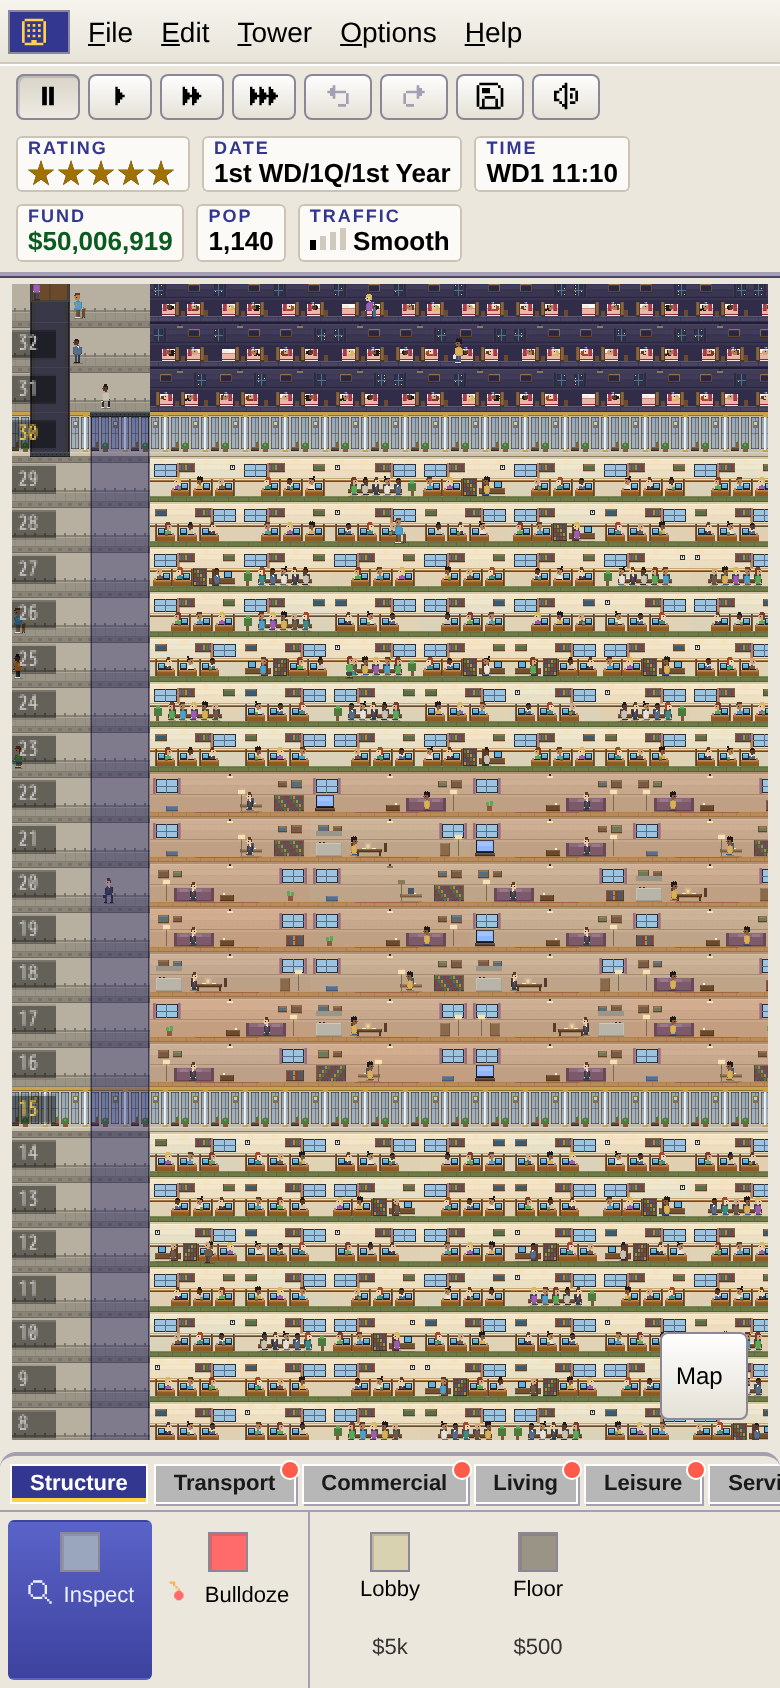 File Edit Tower Options Help
RATING DATE TIME
1st WD/1Q/1st Year WD1 11:10
FUND POP TRAFFIC
$50,006,919 1,140 Smooth
32
31
30
29
28
27
26
25
24
23
22
21
20
19
18
17
16
15
14
13
12
11
10
9
8
Map
Structure Transport Commercial Living Leisure Servi
Inspect Bulldoze Lobby Floor
$5k $500